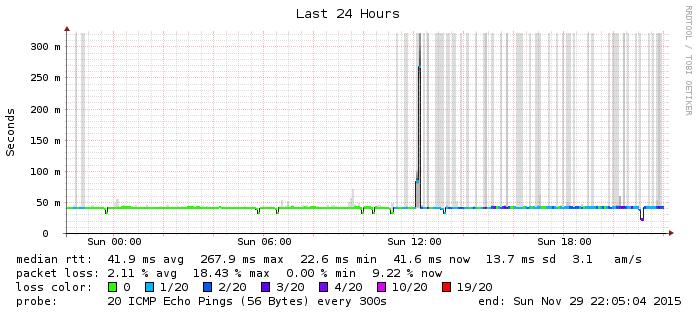 Last 24 Hours
RRDTOOL / TOBI OETIKER
Seconds
300 m
250 m
200 m
150 m
100 m
50 m
0
Sun 00:00 Sun 06:00 Sun 12:00 Sun 18:00
median rtt: 41.9 ms avg 267.9 ms max 22.6 ms min 41.6 ms now 13.7 ms sd 3.1 am/s
packet loss: 2.11 % avg 18.43 % max 0.00 % min 9.22 % now
loss color: 0 1/20 2/20 3/20 4/20 10/20 19/20
probe: 20 ICMP Echo Pings (56 Bytes) every 300s end: Sun Nov 29 22:05:04 2015